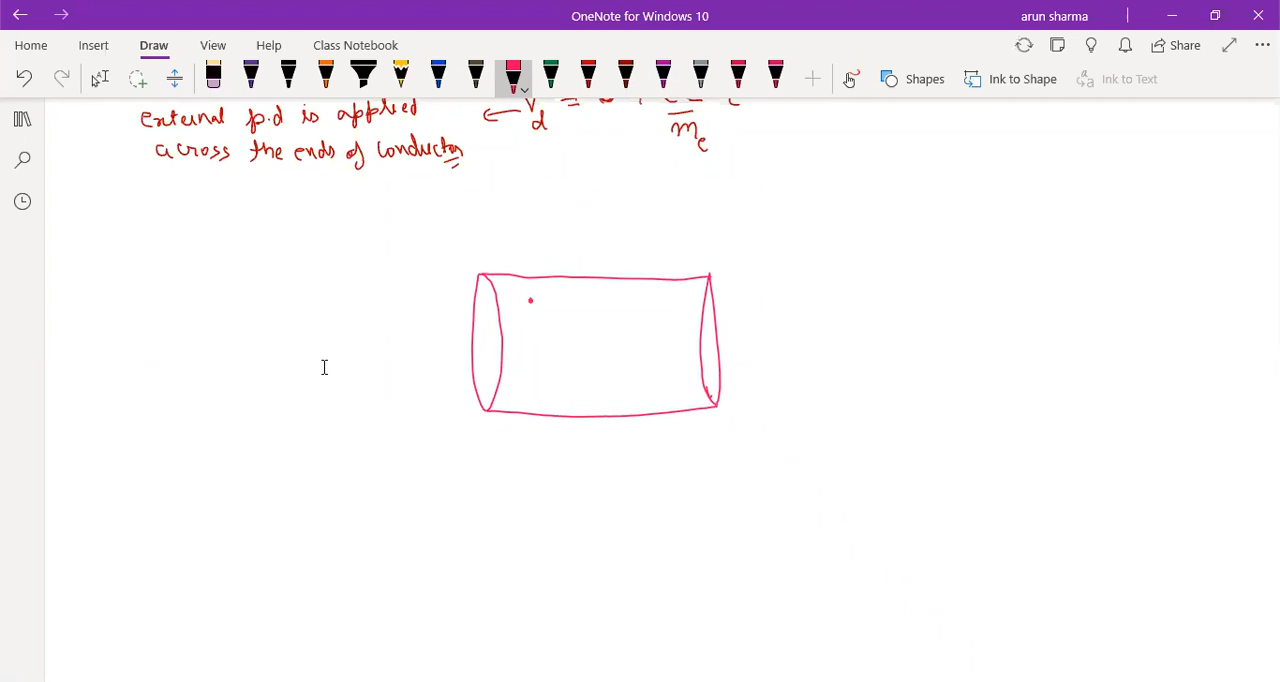 OneNote for Windows 10
arun sharma
Home Insert Draw View Help Class Notebook
Share
Shapes Ink to Shape Ink to Text
external p.d is applied
across the ends of conductor
d
m e